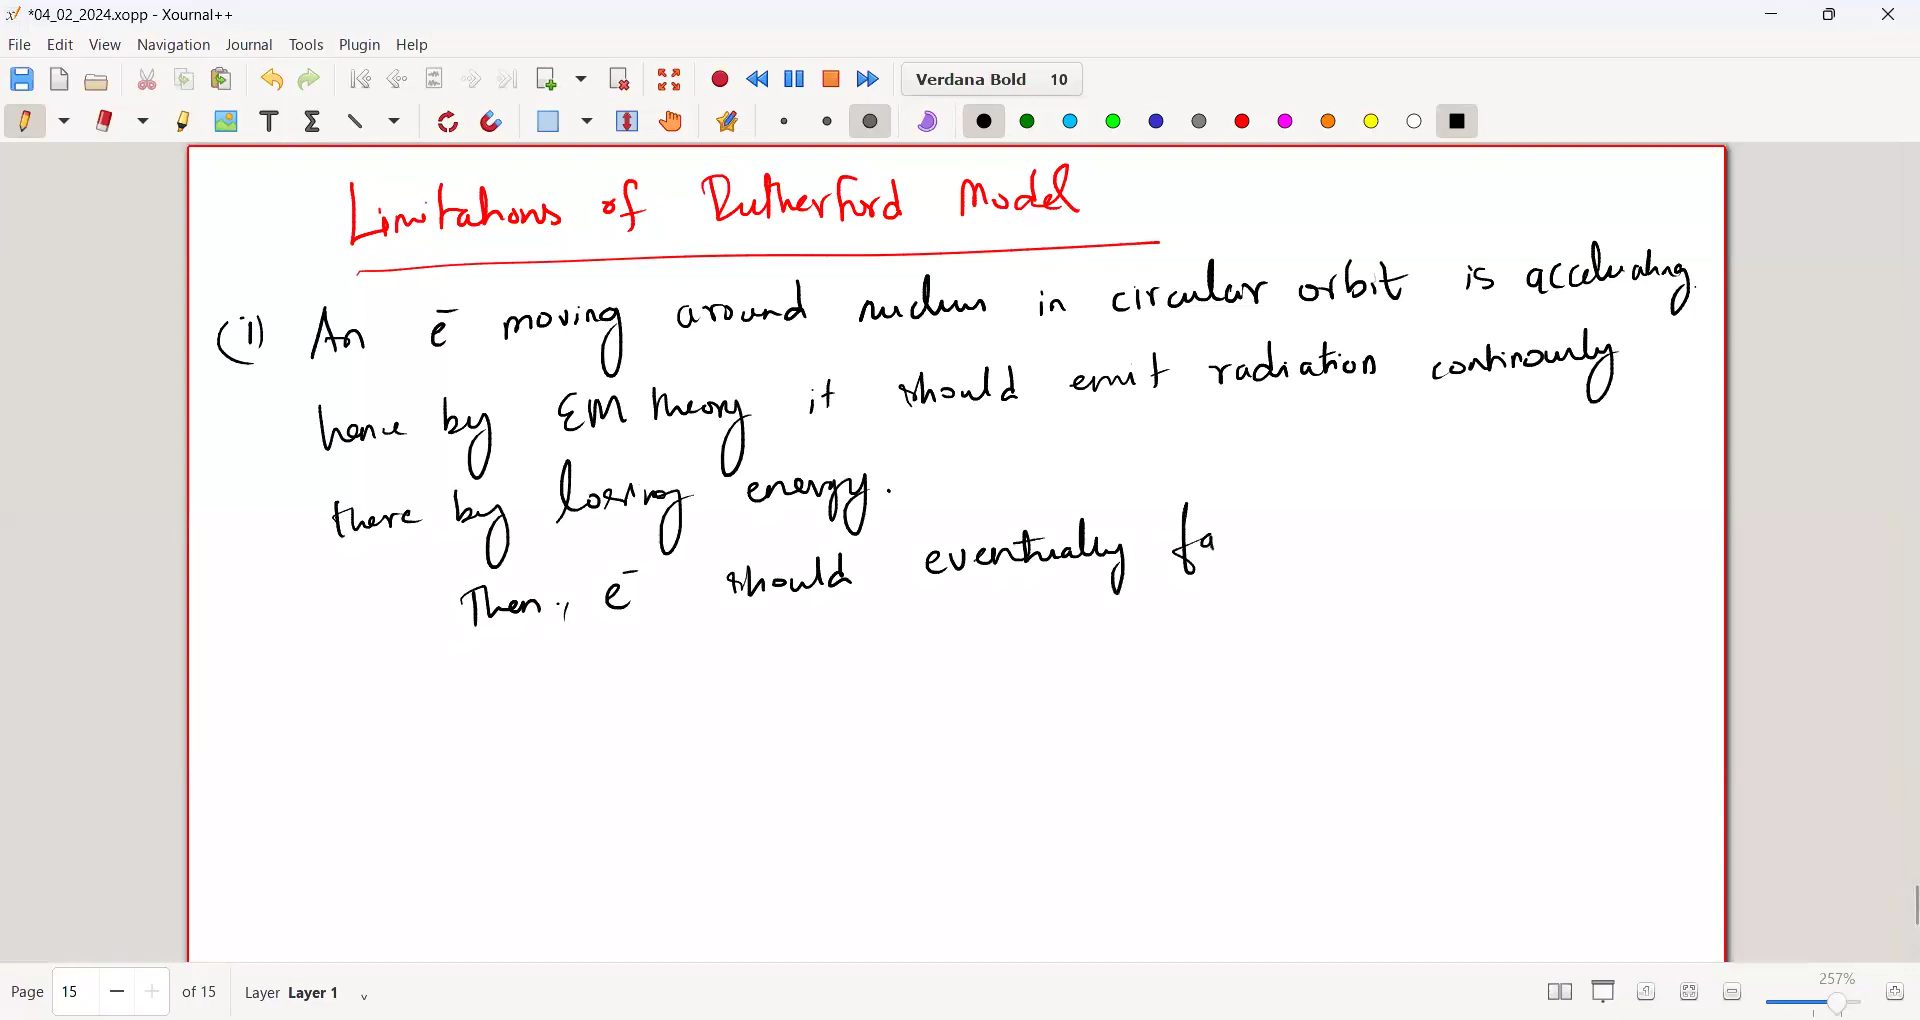 *04_02_2024.xopp - Xournal++
File Edit View Navigation Journal Tools Plugin Help
Verdana Bold 10
Limitations of Rutherford Model
(i) An e⁻ moving around nucleus in circular orbit is accelerating.
hence by EM theory it should emit radiation continously
there by loosing energy.
Then, e⁻ should eventually fa
Page 15 of 15 Layer Layer 1 257%